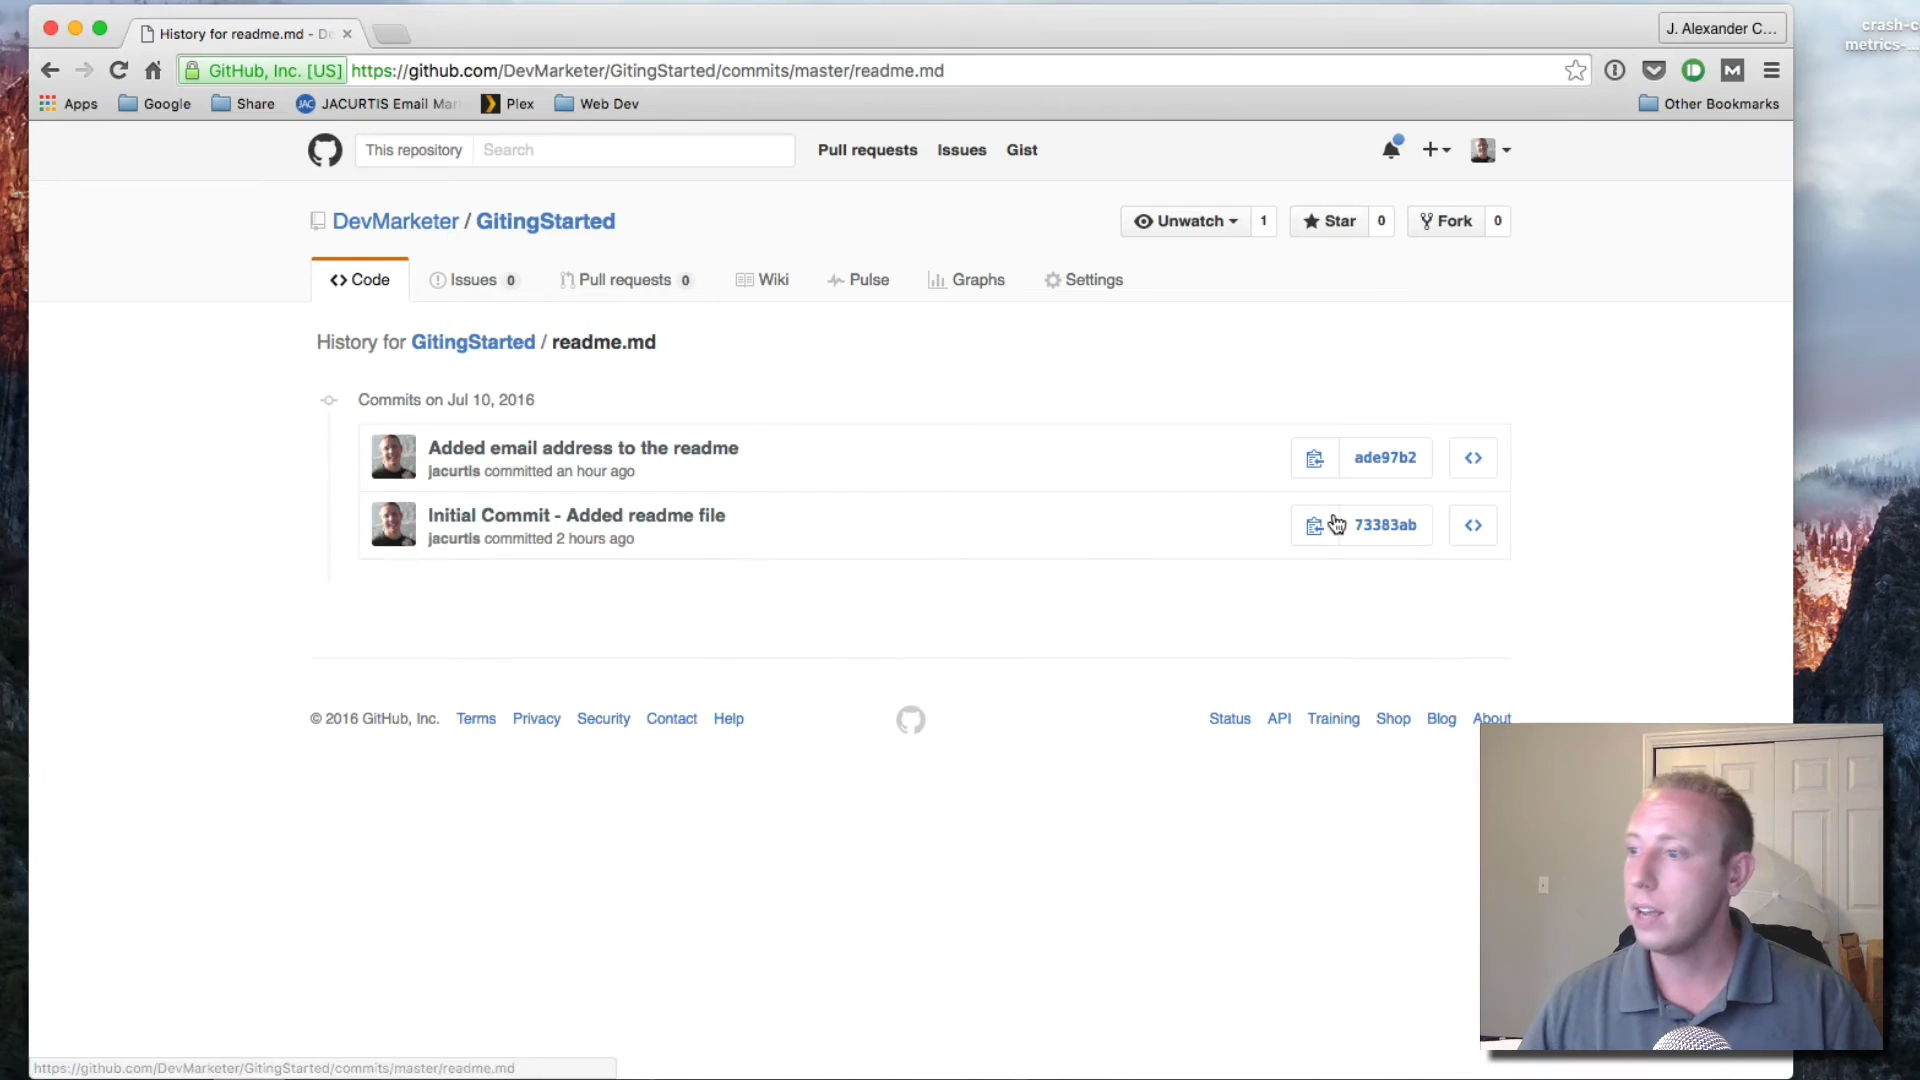 History for readme.md - De
J. Alexander C...
crash-c
metrics-...
GitHub, Inc. [US]
https://github.com/DevMarketer/GitingStarted/commits/master/readme.md
Apps
Google
Share
JACURTIS Email Mar
Plex
Web Dev
Other Bookmarks
This repository
Search
Pull requests
Issues
Gist
DevMarketer / GitingStarted
Unwatch
1
Star
0
Fork
0
Code
Issues 0
Pull requests 0
Wiki
Pulse
Graphs
Settings
History for GitingStarted / readme.md
Commits on Jul 10, 2016
Added email address to the readme
jacurtis committed an hour ago
ade97b2
Initial Commit - Added readme file
jacurtis committed 2 hours ago
73383ab
© 2016 GitHub, Inc.
Terms
Privacy
Security
Contact
Help
Status
API
Training
Shop
Blog
About
https://github.com/DevMarketer/GitingStarted/commits/master/readme.md